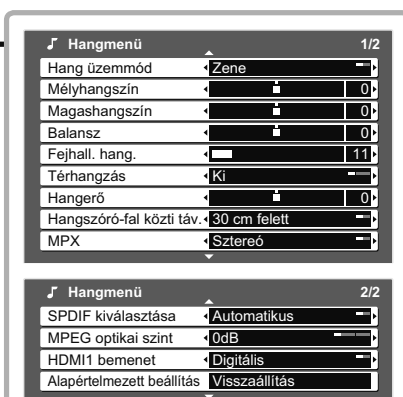 Hangmenü 1/2
Hang üzemmód Zene
Mélyhangszín 0
Magashangszín 0
Balansz 0
Fejhall. hang. 11
Térhangzás Ki
Hangerő 0
Hangszóró-fal közti táv. 30 cm felett
MPX Sztereó
Hangmenü 2/2
SPDIF kiválasztása Automatikus
MPEG optikai szint 0dB
HDMI1 bemenet Digitális
Alapértelmezett beállítás Visszaállítás